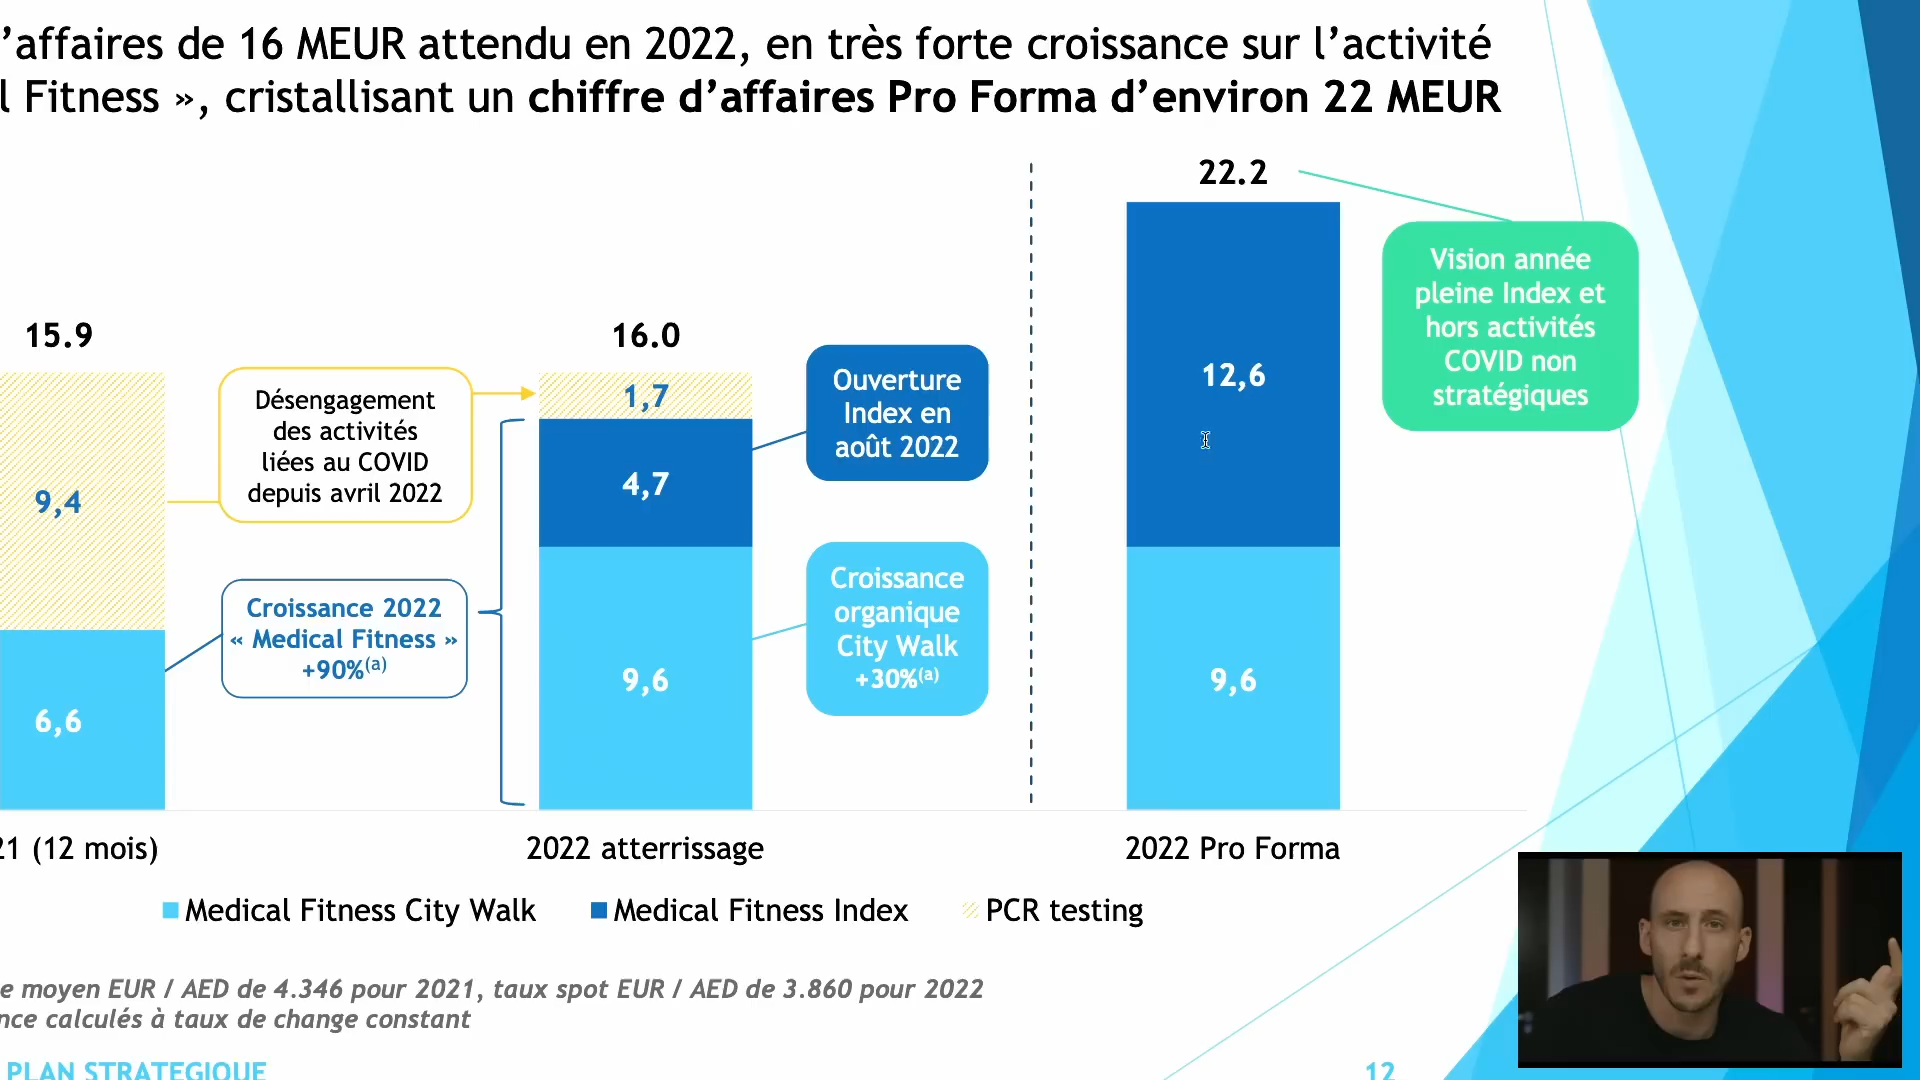 ’affaires de 16 MEUR attendu en 2022, en très forte croissance sur l’activité
l Fitness », cristallisant un chiffre d’affaires Pro Forma d’environ 22 MEUR
22.2
Vision année
pleine Index et
hors activités
COVID non
stratégiques
15.9
16.0
12,6
Désengagement
des activités
liées au COVID
depuis avril 2022
1,7
Ouverture
Index en
août 2022
9,4
4,7
Croissance 2022
« Medical Fitness »
+90%(a)
Croissance
organique
City Walk
+30%(a)
6,6
9,6
9,6
21 (12 mois)
2022 atterrissage
2022 Pro Forma
Medical Fitness City Walk
Medical Fitness Index
PCR testing
e moyen EUR / AED de 4.346 pour 2021, taux spot EUR / AED de 3.860 pour 2022
nce calculés à taux de change constant
PLAN STRATEGIQUE
12